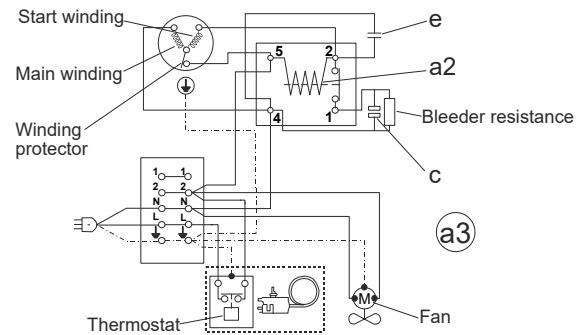 Start winding
Main winding
Winding
protector
e
5 2
a2
4 1
Bleeder resistance
c
1 1
2 2
N N
L L
a3
M
Fan
Thermostat